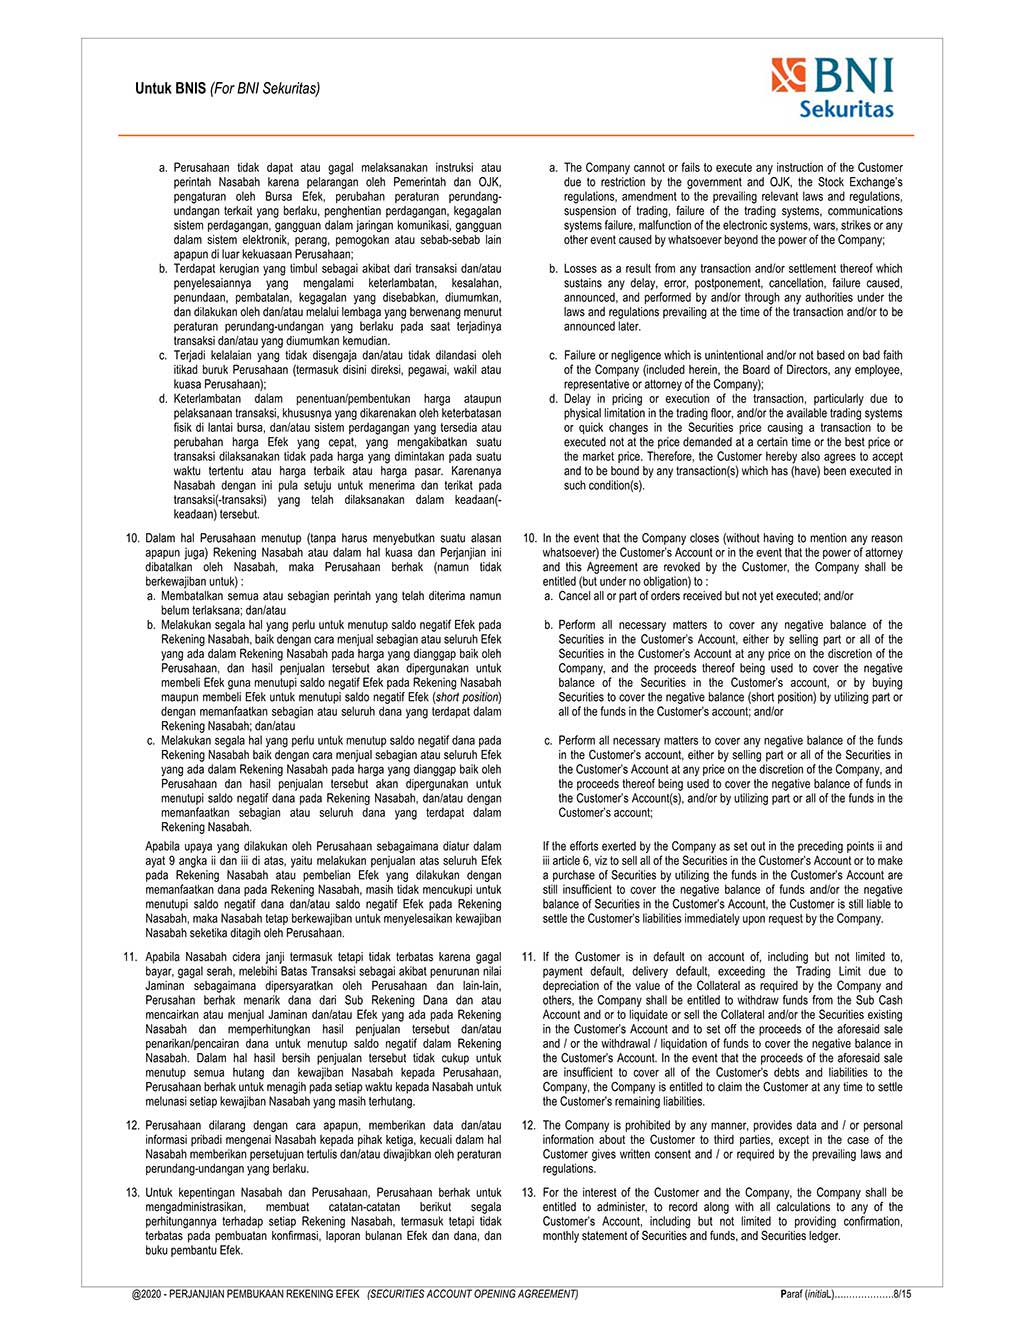 Untuk BNIS (For BNI Sekuritas)
BNI
Sekuritas
a. Perusahaan tidak dapat atau gagal melaksanakan instruksi atau
perintah Nasabah karena pelarangan oleh Pemerintah dan OJK,
pengaturan oleh Bursa Efek, perubahan peraturan perundang-
undangan terkait yang berlaku, penghentian perdagangan, kegagalan
sistem perdagangan, gangguan dalam jaringan komunikasi, gangguan
dalam sistem elektronik, perang, pemogokan atau sebab-sebab lain
apapun di luar kekuasaan Perusahaan;
b. Terdapat kerugian yang timbul sebagai akibat dari transaksi dan/atau
penyelesaiannya yang mengalami keterlambatan, kesalahan,
penundaan, pembatalan, kegagalan yang disebabkan, diumumkan,
dan dilakukan oleh dan/atau melalui lembaga yang berwenang menurut
peraturan perundang-undangan yang berlaku pada saat terjadinya
transaksi dan/atau yang diumumkan kemudian.
c. Terjadi kelalaian yang tidak disengaja dan/atau tidak dilandasi oleh
itikad buruk Perusahaan (termasuk disini direksi, pegawai, wakil atau
kuasa Perusahaan);
d. Keterlambatan dalam penentuan/pembentukan harga ataupun
pelaksanaan transaksi, khususnya yang dikarenakan oleh keterbatasan
fisik di lantai bursa, dan/atau sistem perdagangan yang tersedia atau
perubahan harga Efek yang cepat, yang mengakibatkan suatu
transaksi dilaksanakan tidak pada harga yang dimintakan pada suatu
waktu tertentu atau harga terbaik atau harga pasar. Karenanya
Nasabah dengan ini pula setuju untuk menerima dan terikat pada
transaksi(-transaksi) yang telah dilaksanakan dalam keadaan(-
keadaan) tersebut.
10. Dalam hal Perusahaan menutup (tanpa harus menyebutkan suatu alasan
apapun juga) Rekening Nasabah atau dalam hal kuasa dan Perjanjian ini
dibatalkan oleh Nasabah, maka Perusahaan berhak (namun tidak
berkewajiban untuk) :
a. Membatalkan semua atau sebagian perintah yang telah diterima namun
belum terlaksana; dan/atau
b. Melakukan segala hal yang perlu untuk menutup saldo negatif Efek pada
Rekening Nasabah, baik dengan cara menjual sebagian atau seluruh Efek
yang ada dalam Rekening Nasabah pada harga yang dianggap baik oleh
Perusahaan, dan hasil penjualan tersebut akan dipergunakan untuk
membeli Efek guna menutupi saldo negatif Efek pada Rekening Nasabah
maupun membeli Efek untuk menutupi saldo negatif Efek (short position)
dengan memanfaatkan sebagian atau seluruh dana yang terdapat dalam
Rekening Nasabah; dan/atau
c. Melakukan segala hal yang perlu untuk menutup saldo negatif dana pada
Rekening Nasabah baik dengan cara menjual sebagian atau seluruh Efek
yang ada dalam Rekening Nasabah pada harga yang dianggap baik oleh
Perusahaan dan hasil penjualan tersebut akan dipergunakan untuk
menutupi saldo negatif dana pada Rekening Nasabah, dan/atau dengan
memanfaatkan sebagian atau seluruh dana yang terdapat dalam
Rekening Nasabah.
Apabila upaya yang dilakukan oleh Perusahaan sebagaimana diatur dalam
ayat 9 angka ii dan iii di atas, yaitu melakukan penjualan atas seluruh Efek
pada Rekening Nasabah atau pembelian Efek yang dilakukan dengan
memanfaatkan dana pada Rekening Nasabah, masih tidak mencukupi untuk
menutupi saldo negatif dana dan/atau saldo negatif Efek pada Rekening
Nasabah, maka Nasabah tetap berkewajiban untuk menyelesaikan kewajiban
Nasabah seketika ditagih oleh Perusahaan.
11. Apabila Nasabah cidera janji termasuk tetapi tidak terbatas karena gagal
bayar, gagal serah, melebihi Batas Transaksi sebagai akibat penurunan nilai
Jaminan sebagaimana dipersyaratkan oleh Perusahaan dan lain-lain,
Perusahan berhak menarik dana dari Sub Rekening Dana dan atau
mencairkan atau menjual Jaminan dan/atau Efek yang ada pada Rekening
Nasabah dan memperhitungkan hasil penjualan tersebut dan/atau
penarikan/pencairan dana untuk menutup saldo negatif dalam Rekening
Nasabah. Dalam hal hasil bersih penjualan tersebut tidak cukup untuk
menutup semua hutang dan kewajiban Nasabah kepada Perusahaan,
Perusahaan berhak untuk menagih pada setiap waktu kepada Nasabah untuk
melunasi setiap kewajiban Nasabah yang masih terhutang.
12. Perusahaan dilarang dengan cara apapun, memberikan data dan/atau
informasi pribadi mengenai Nasabah kepada pihak ketiga, kecuali dalam hal
Nasabah memberikan persetujuan tertulis dan/atau diwajibkan oleh peraturan
perundang-undangan yang berlaku.
13. Untuk kepentingan Nasabah dan Perusahaan, Perusahaan berhak untuk
mengadministrasikan, membuat catatan-catatan berikut segala
perhitungannya terhadap setiap Rekening Nasabah, termasuk tetapi tidak
terbatas pada pembuatan konfirmasi, laporan bulanan Efek dan dana, dan
buku pembantu Efek.
a. The Company cannot or fails to execute any instruction of the Customer
due to restriction by the government and OJK, the Stock Exchange's
regulations, amendment to the prevailing relevant laws and regulations,
suspension of trading, failure of the trading systems, communications
systems failure, malfunction of the electronic systems, wars, strikes or any
other event caused by whatsoever beyond the power of the Company;
b. Losses as a result from any transaction and/or settlement thereof which
sustains any delay, error, postponement, cancellation, failure caused,
announced, and performed by and/or through any authorities under the
laws and regulations prevailing at the time of the transaction and/or to be
announced later.
c. Failure or negligence which is unintentional and/or not based on bad faith
of the Company (included herein, the Board of Directors, any employee,
representative or attorney of the Company);
d. Delay in pricing or execution of the transaction, particularly due to
physical limitation in the trading floor, and/or the available trading systems
or quick changes in the Securities price causing a transaction to be
executed not at the price demanded at a certain time or the best price or
the market price. Therefore, the Customer hereby also agrees to accept
and to be bound by any transaction(s) which has (have) been executed in
such condition(s).
10. In the event that the Company closes (without having to mention any reason
whatsoever) the Customer's Account or in the event that the power of attorney
and this Agreement are revoked by the Customer, the Company shall be
entitled (but under no obligation) to :
a. Cancel all or part of orders received but not yet executed; and/or
b. Perform all necessary matters to cover any negative balance of the
Securities in the Customer's Account, either by selling part or all of the
Securities in the Customer's Account at any price on the discretion of the
Company, and the proceeds thereof being used to cover the negative
balance of the Securities in the Customer's account, or by buying
Securities to cover the negative balance (short position) by utilizing part or
all of the funds in the Customer's account; and/or
c. Perform all necessary matters to cover any negative balance of the funds
in the Customer's account, either by selling part or all of the Securities in
the Customer's Account at any price on the discretion of the Company, and
the proceeds thereof being used to cover the negative balance of funds in
the Customer's Account(s), and/or by utilizing part or all of the funds in the
Customer's account;
If the efforts exerted by the Company as set out in the preceding points ii and
iii article 6, viz to sell all of the Securities in the Customer's Account or to make
a purchase of Securities by utilizing the funds in the Customer's Account are
still insufficient to cover the negative balance of funds and/or the negative
balance of Securities in the Customer's Account, the Customer is still liable to
settle the Customer's liabilities immediately upon request by the Company.
11. If the Customer is in default on account of, including but not limited to,
payment default, delivery default, exceeding the Trading Limit due to
depreciation of the value of the Collateral as required by the Company and
others, the Company shall be entitled to withdraw funds from the Sub Cash
Account and or to liquidate or sell the Collateral and/or the Securities existing
in the Customer's Account and to set off the proceeds of the aforesaid sale
and / or the withdrawal / liquidation of funds to cover the negative balance in
the Customer's Account. In the event that the proceeds of the aforesaid sale
are insufficient to cover all of the Customer's debts and liabilities to the
Company, the Company is entitled to claim the Customer at any time to settle
the Customer's remaining liabilities.
12. The Company is prohibited by any manner, provides data and / or personal
information about the Customer to third parties, except in the case of the
Customer gives written consent and / or required by the prevailing laws and
regulations.
13. For the interest of the Customer and the Company, the Company shall be
entitled to administer, to record along with all calculations to any of the
Customer's Account, including but not limited to providing confirmation,
monthly statement of Securities and funds, and Securities ledger.
@2020 - PERJANJIAN PEMBUKAAN REKENING EFEK (SECURITIES ACCOUNT OPENING AGREEMENT)
Paraf (initial)...................8/15